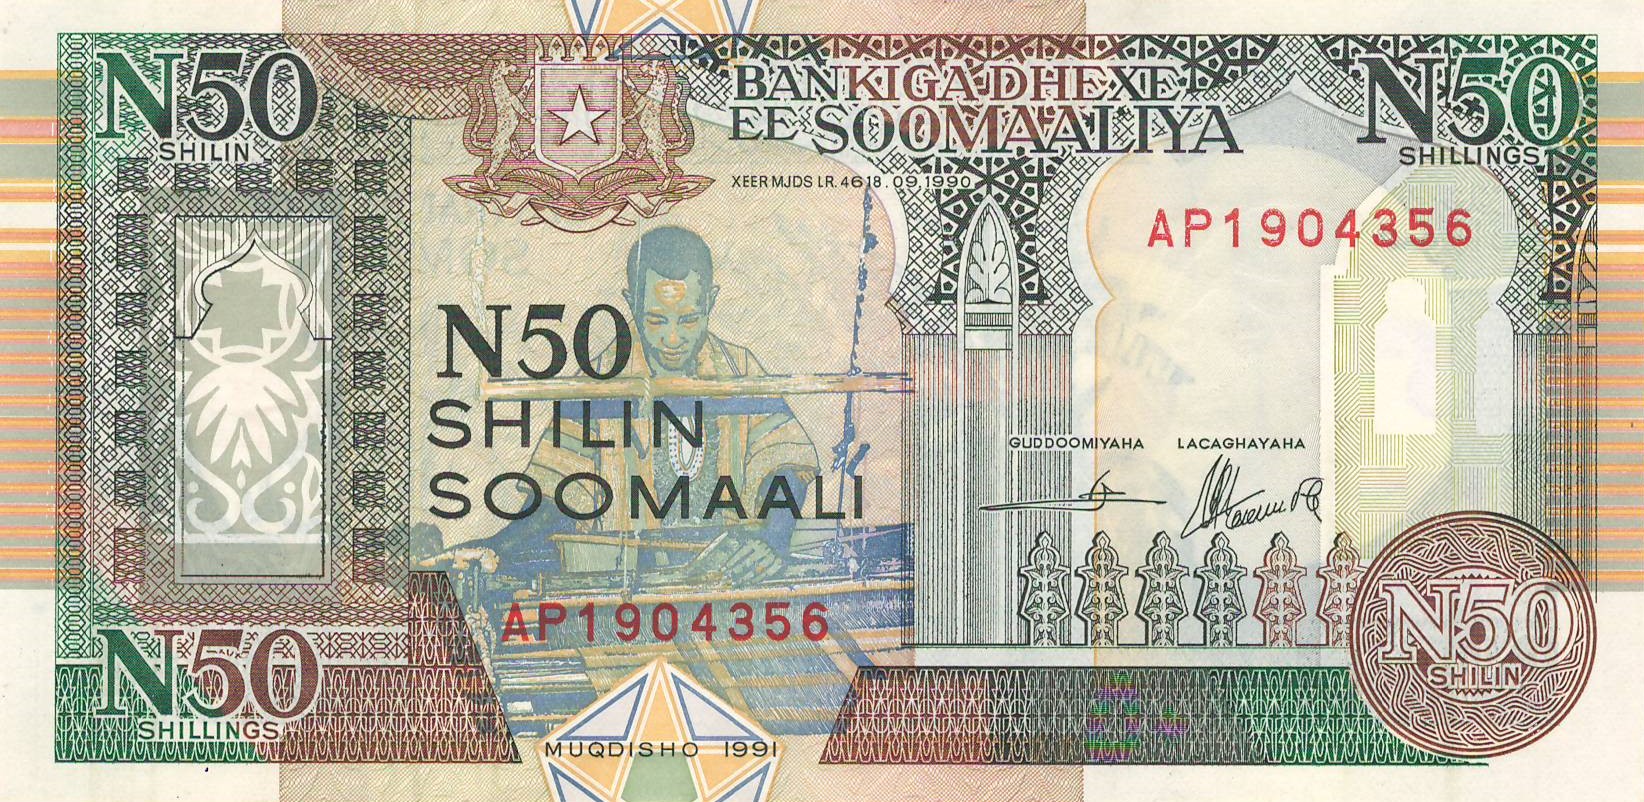 N50
SHILIN
BANKIGA DHEXE
EE SOOMAALIYA
N50
SHILLINGS
XEER MJDS LR. 46 18.09.1990
AP1904356
N50
SHILIN
SOOMAALI
GUDDOOMIYAHA
LACAGHAYAHA
AP1904356
N50
SHILLINGS
N50
SHILIN
MUQDISHO 1991